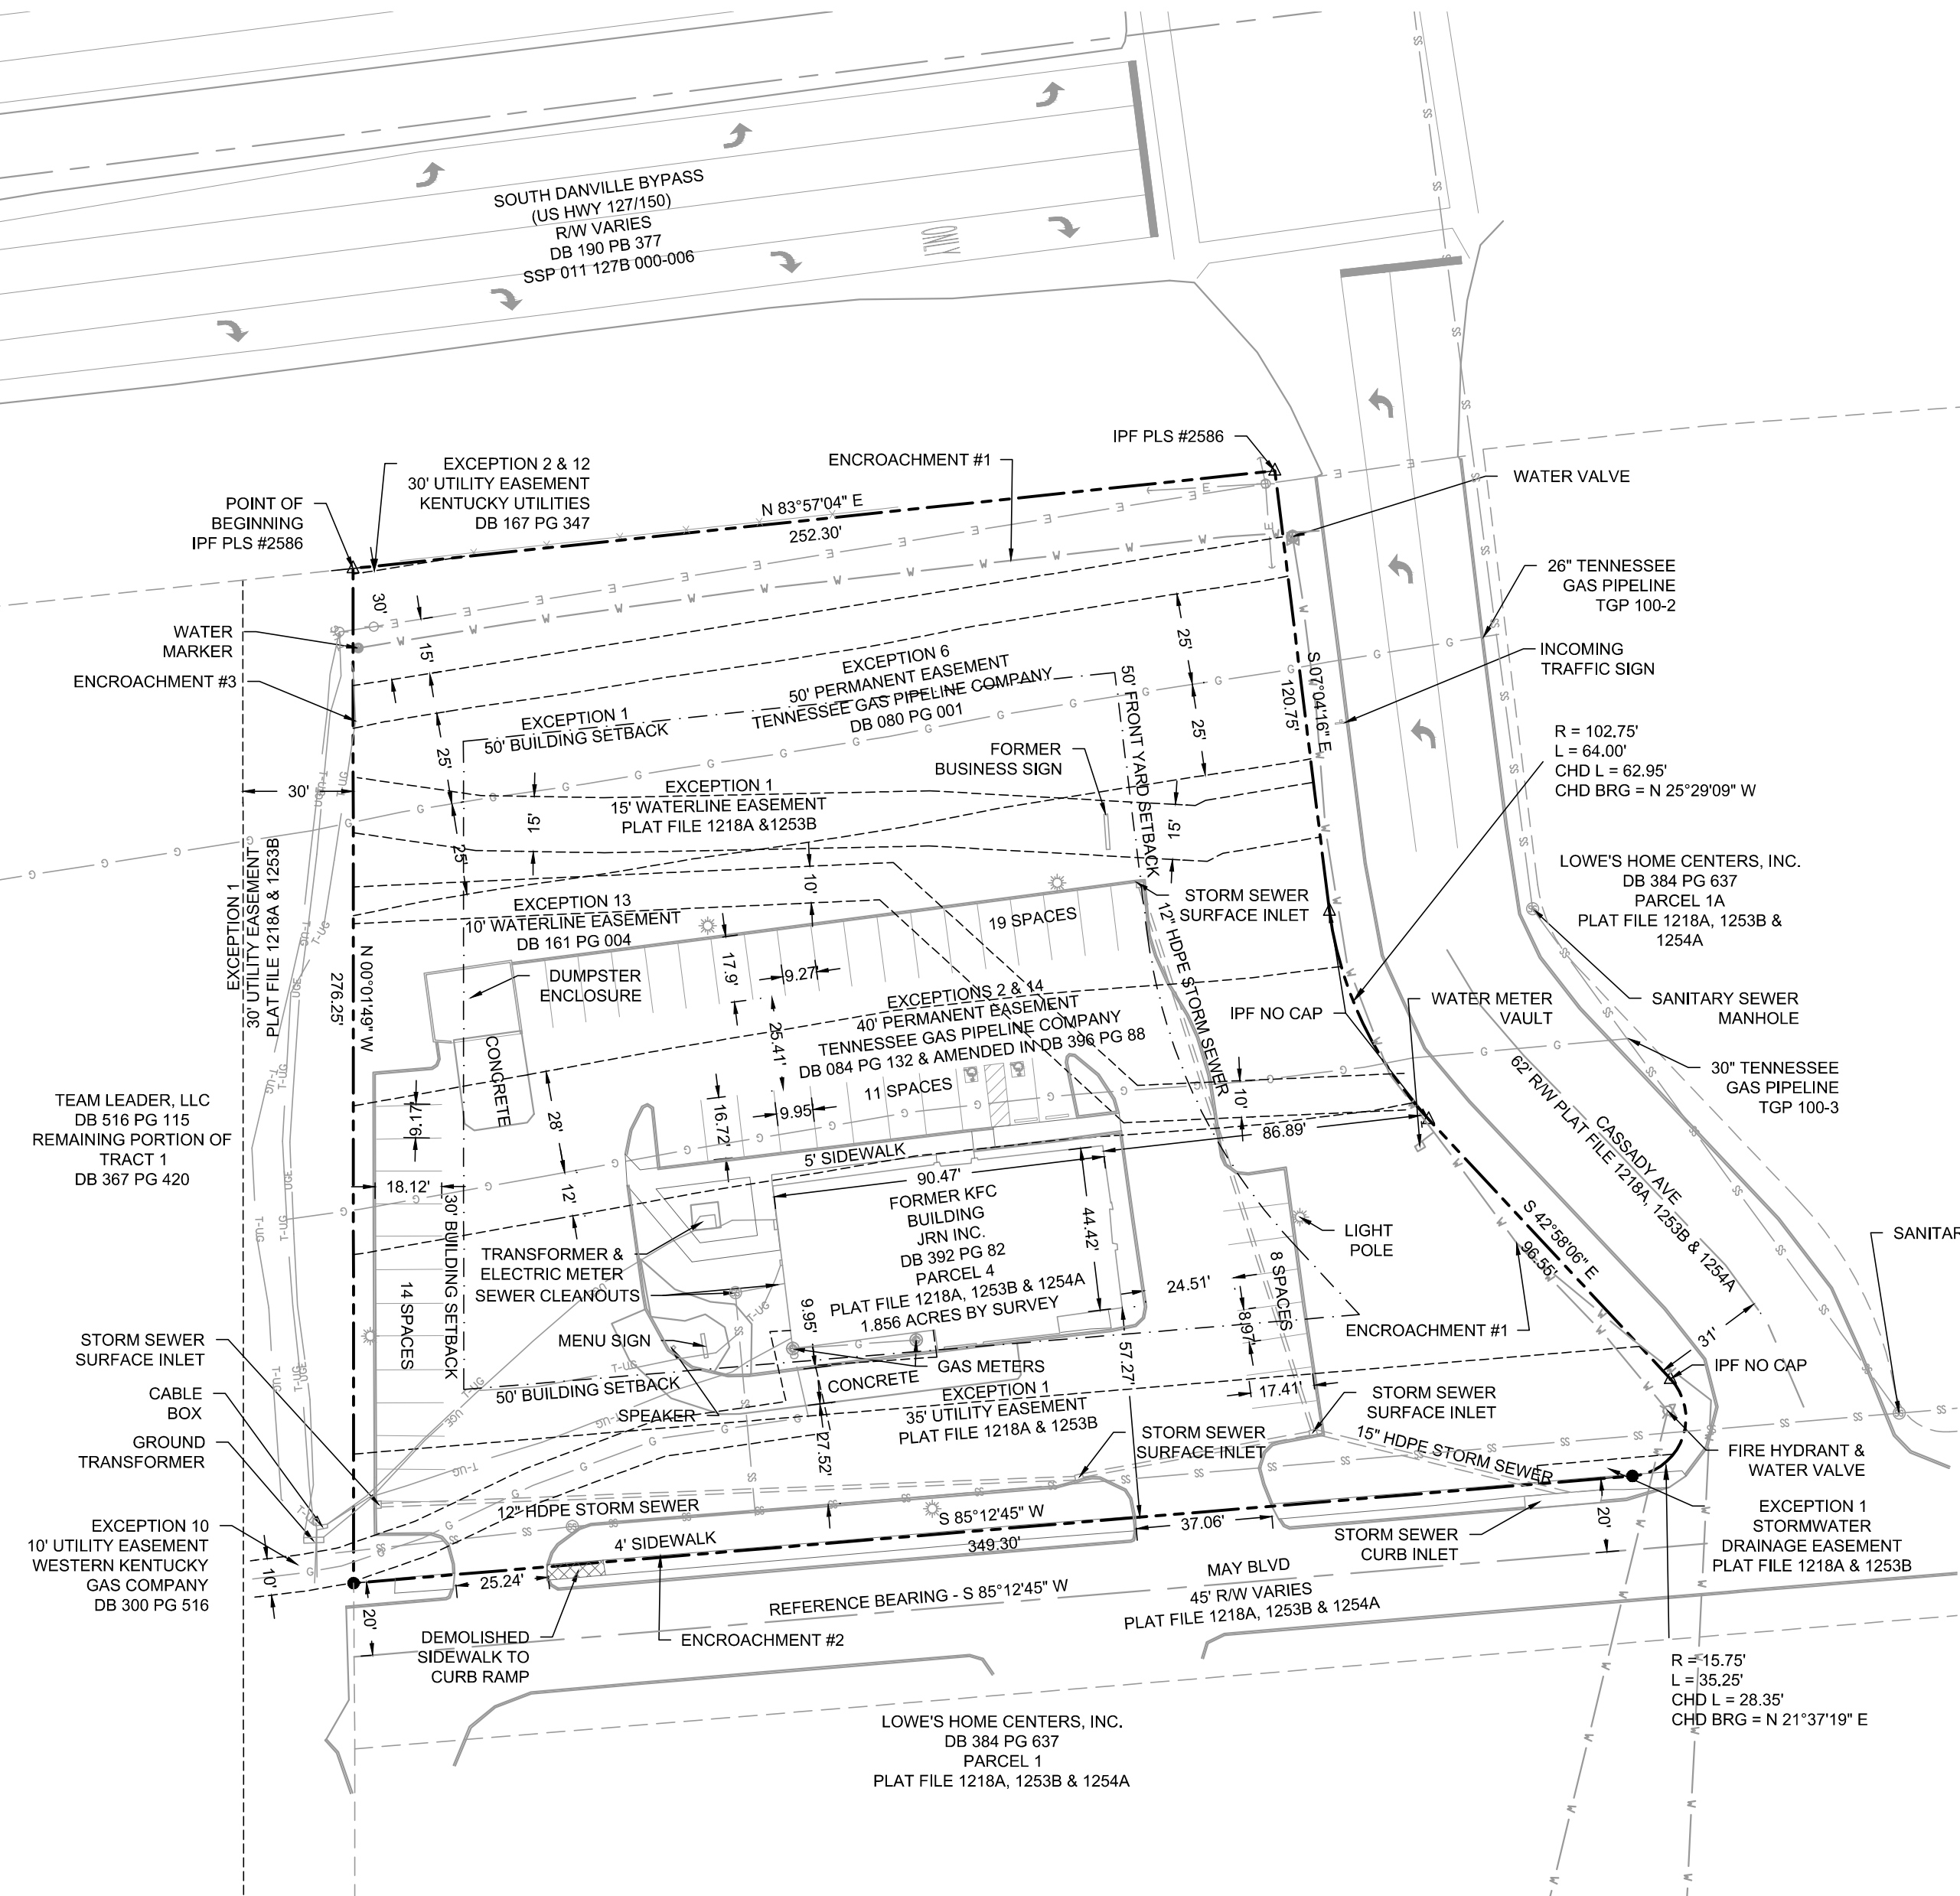 SOUTH DANVILLE BYPASS
(US HWY 127/150)
R/W VARIES
DB 190 PB 377
SSP 011 127B 000-006
ONLY
IPF PLS #2586
ENCROACHMENT #1
EXCEPTION 2 & 12
30' UTILITY EASEMENT
KENTUCKY UTILITIES
DB 167 PG 347
POINT OF
BEGINNING
IPF PLS #2586
N 83°57'04" E
252.30'
WATER VALVE
26" TENNESSEE
GAS PIPELINE
TGP 100-2
INCOMING
TRAFFIC SIGN
WATER
MARKER
ENCROACHMENT #3
30'
15'
25'
25'
15'
25'
25'
15'
30'
EXCEPTION 6
50' PERMANENT EASEMENT
TENNESSEE GAS PIPELINE COMPANY
DB 080 PG 001
EXCEPTION 1
50' BUILDING SETBACK
50' FRONT YARD SETBACK
S 07°04'16" E
120.75'
FORMER
BUSINESS SIGN
R = 102.75'
L = 64.00'
CHD L = 62.95'
CHD BRG = N 25°29'09" W
EXCEPTION 1
15' WATERLINE EASEMENT
PLAT FILE 1218A &1253B
EXCEPTION 1
30' UTILITY EASEMENT
PLAT FILE 1218A & 1253B
LOWE'S HOME CENTERS, INC.
DB 384 PG 637
PARCEL 1A
PLAT FILE 1218A, 1253B &
1254A
10'
EXCEPTION 13
10' WATERLINE EASEMENT
DB 161 PG 004
19 SPACES
STORM SEWER
SURFACE INLET
12" HDPE STORM SEWER
N 00°01'49" W
276.25'
DUMPSTER
ENCLOSURE
17.9'
9.27'
25.41'
EXCEPTIONS 2 & 14
40' PERMANENT EASEMENT
TENNESSEE GAS PIPELINE COMPANY
DB 084 PG 132 & AMENDED IN DB 396 PG 88
IPF NO CAP
WATER METER
VAULT
SANITARY SEWER
MANHOLE
30" TENNESSEE
GAS PIPELINE
TGP 100-3
CONCRETE
TEAM LEADER, LLC
DB 516 PG 115
REMAINING PORTION OF
TRACT 1
DB 367 PG 420
9.17'
28'
12'
16.72'
9.95'
11 SPACES
10'
86.89'
CASSADY AVE
62' R/W PLAT FILE 1218A, 1253B & 1254A
5' SIDEWALK
90.47'
18.12'
30' BUILDING SETBACK
FORMER KFC
BUILDING
JRN INC.
DB 392 PG 82
PARCEL 4
PLAT FILE 1218A, 1253B & 1254A
1.856 ACRES BY SURVEY
44.42'
LIGHT
POLE
S 42°58'06" E
96.55'
SANITAR
TRANSFORMER &
ELECTRIC METER
SEWER CLEANOUTS
14 SPACES
8 SPACES
24.51'
8.97'
9.95'
57.27'
ENCROACHMENT #1
31'
STORM SEWER
SURFACE INLET
MENU SIGN
GAS METERS
IPF NO CAP
50' BUILDING SETBACK
CONCRETE
17.41'
CABLE
BOX
SPEAKER
EXCEPTION 1
35' UTILITY EASEMENT
PLAT FILE 1218A & 1253B
STORM SEWER
SURFACE INLET
GROUND
TRANSFORMER
27.52'
STORM SEWER
SURFACE INLET
15" HDPE STORM SEWER
FIRE HYDRANT &
WATER VALVE
12" HDPE STORM SEWER
S 85°12'45" W
349.30'
EXCEPTION 10
10' UTILITY EASEMENT
WESTERN KENTUCKY
GAS COMPANY
DB 300 PG 516
4' SIDEWALK
37.06'
STORM SEWER
CURB INLET
20'
EXCEPTION 1
STORMWATER
DRAINAGE EASEMENT
PLAT FILE 1218A & 1253B
10'
25.24'
20'
MAY BLVD
REFERENCE BEARING - S 85°12'45" W
45' R/W VARIES
PLAT FILE 1218A, 1253B & 1254A
DEMOLISHED
SIDEWALK TO
CURB RAMP
ENCROACHMENT #2
R = 15.75'
L = 35.25'
CHD L = 28.35'
CHD BRG = N 21°37'19" E
LOWE'S HOME CENTERS, INC.
DB 384 PG 637
PARCEL 1
PLAT FILE 1218A, 1253B & 1254A